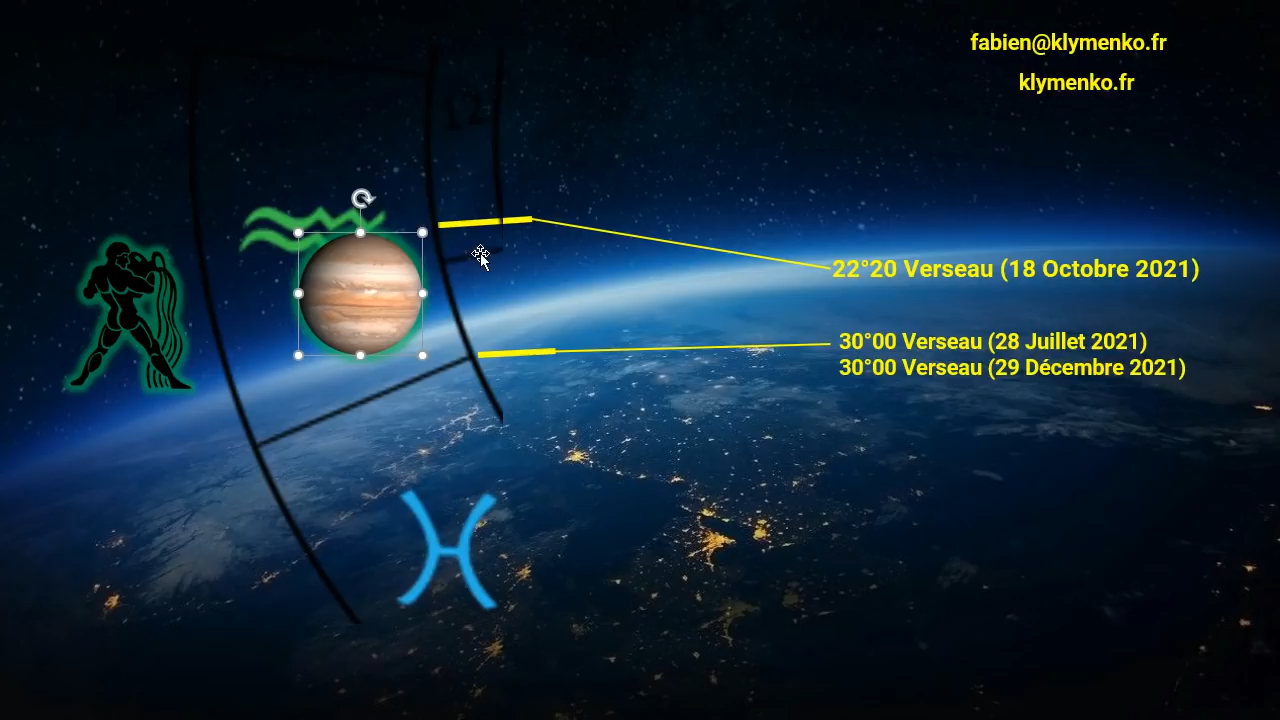 fabien@klymenko.fr
klymenko.fr
12
22°20 Verseau (18 Octobre 2021)
30°00 Verseau (28 Juillet 2021)
30°00 Verseau (29 Décembre 2021)